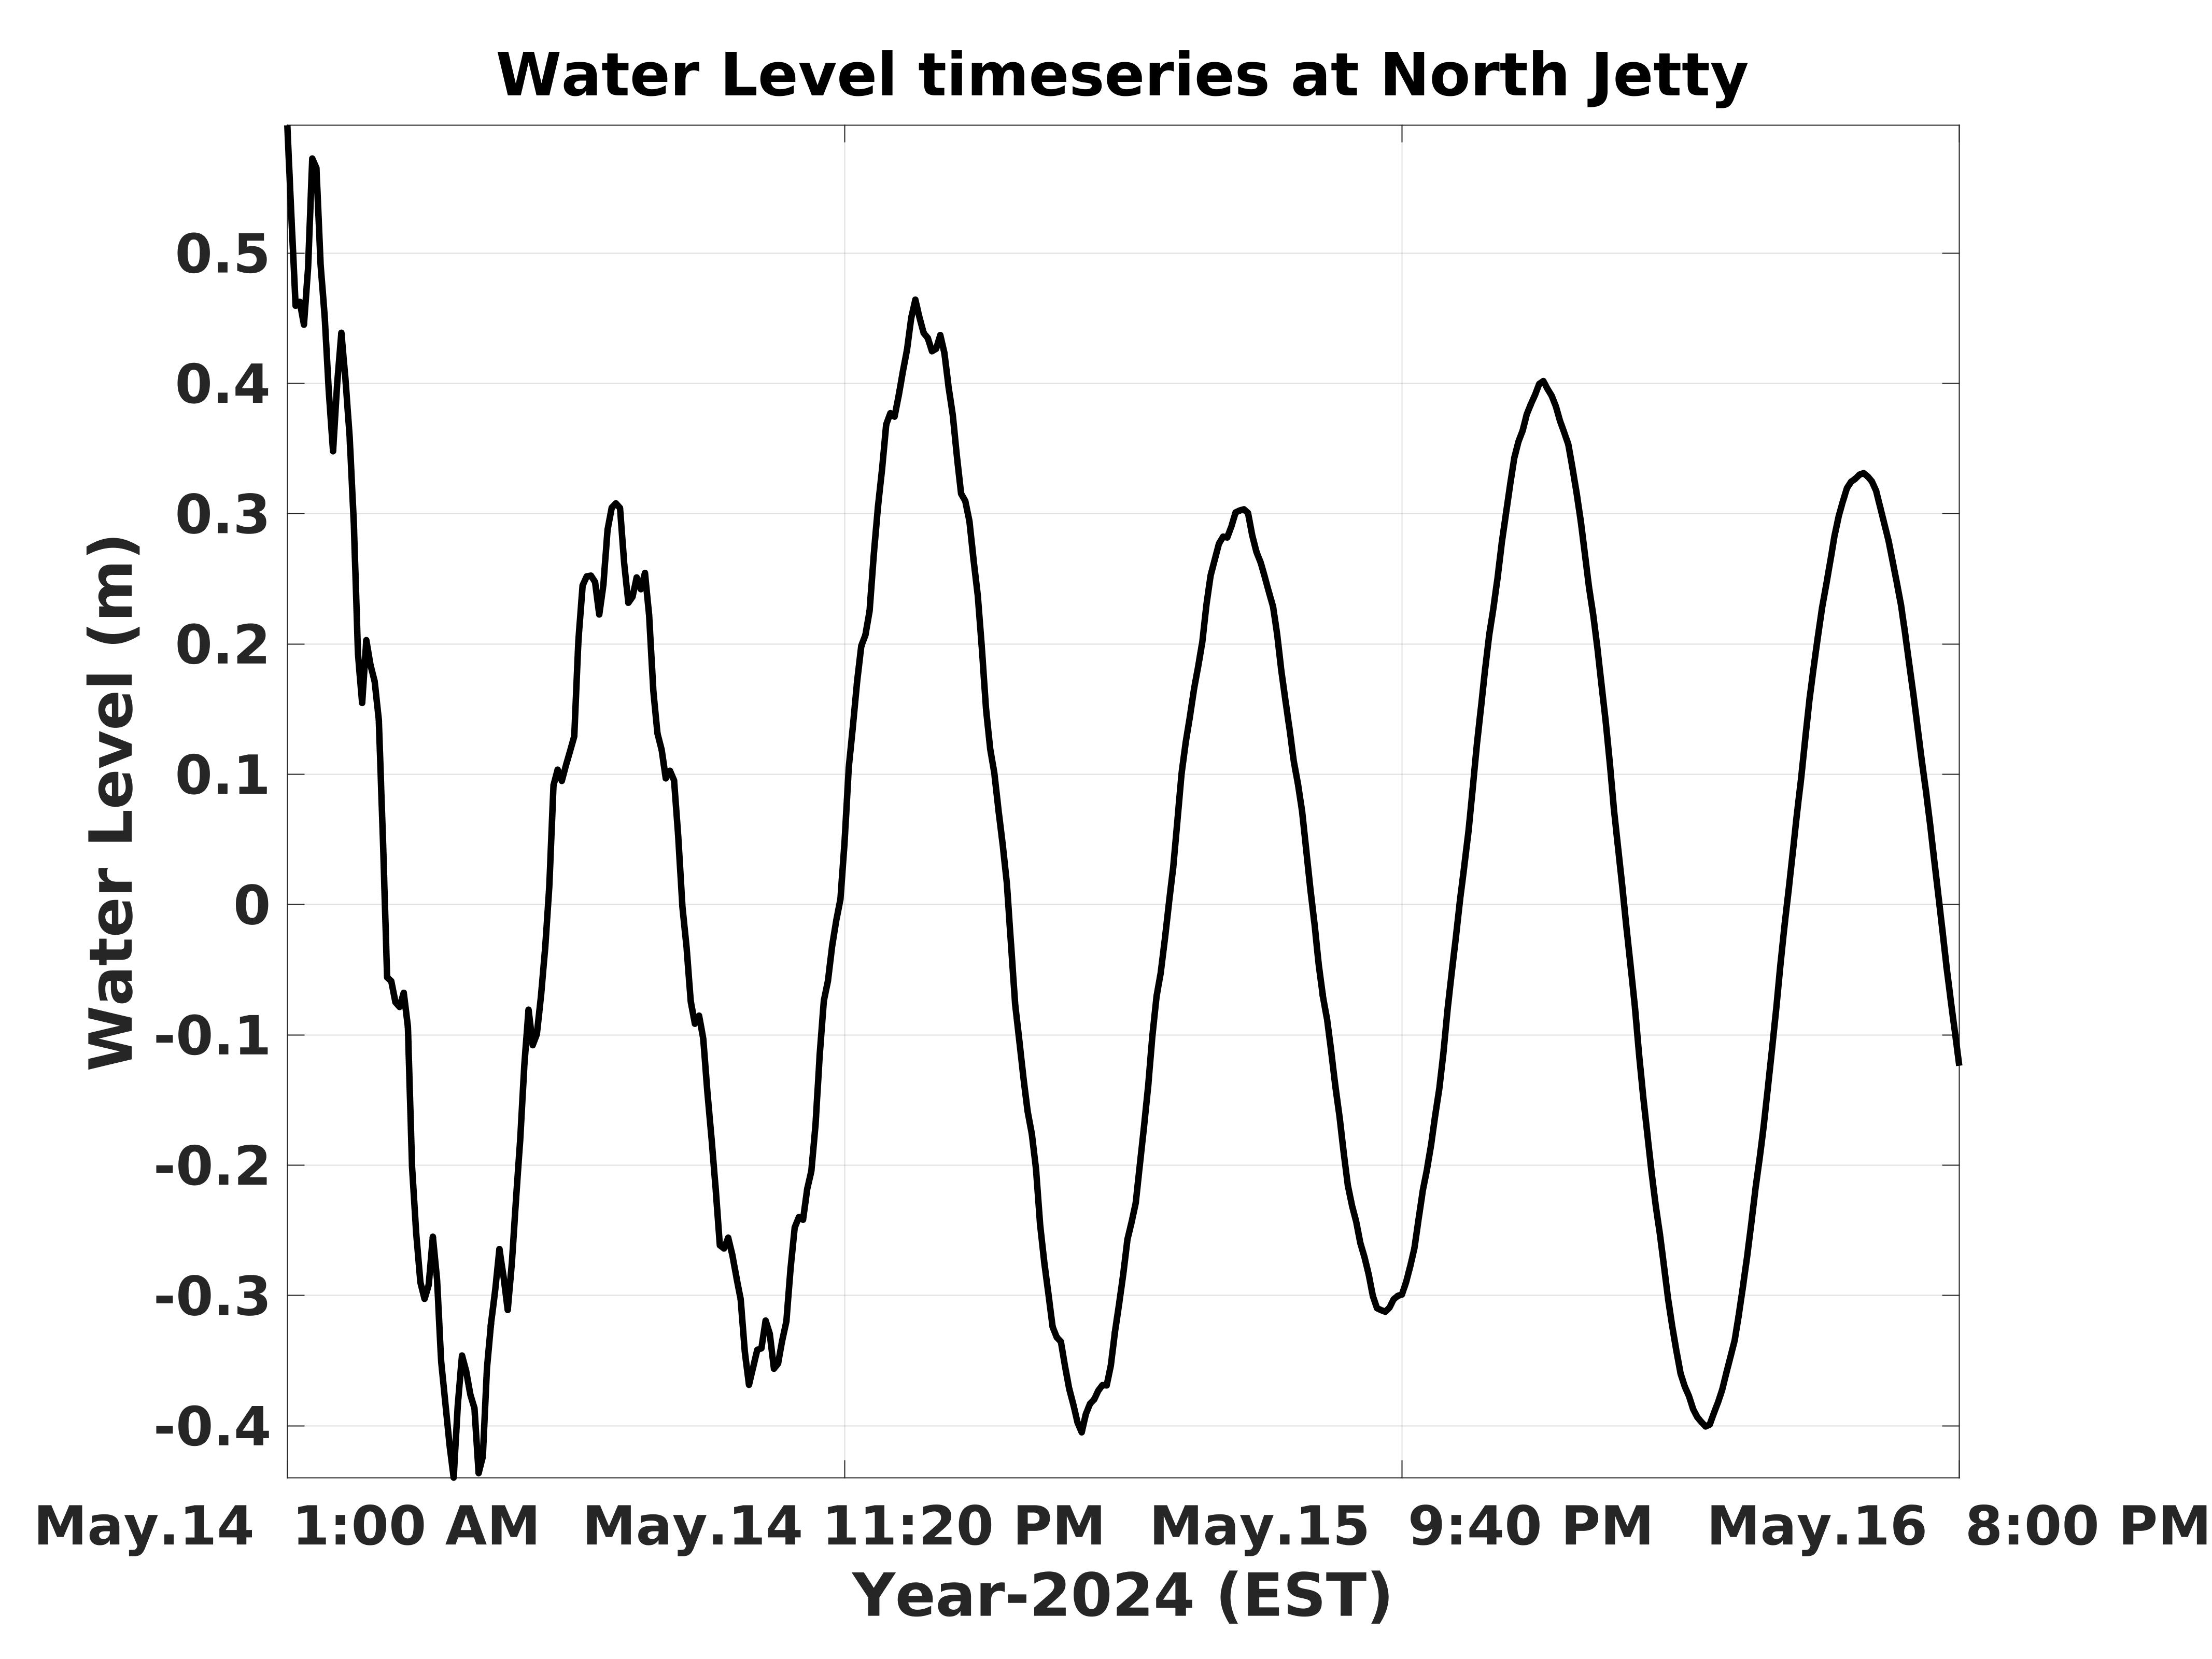 Water Level timeseries at North Jetty
Water Level (m)
0.5
0.4
0.3
0.2
0.1
0
-0.1
-0.2
-0.3
-0.4
May.14 1:00 AM May.14 11:20 PM May.15 9:40 PM May.16 8:00 PM
Year-2024 (EST)